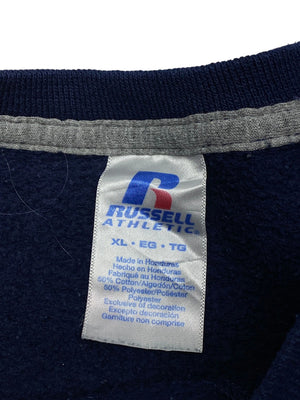 R
RUSSELL
ATHLETIC
XL • EG • TG
Made in Honduras
Hecho en Honduras
Fabriqué au Honduras
50% Cotton/Algodón/Coton
50% Polyester/Poliéster
Polyester
Exclusive of decoration
Excepto la decoración
Garniture non comprise